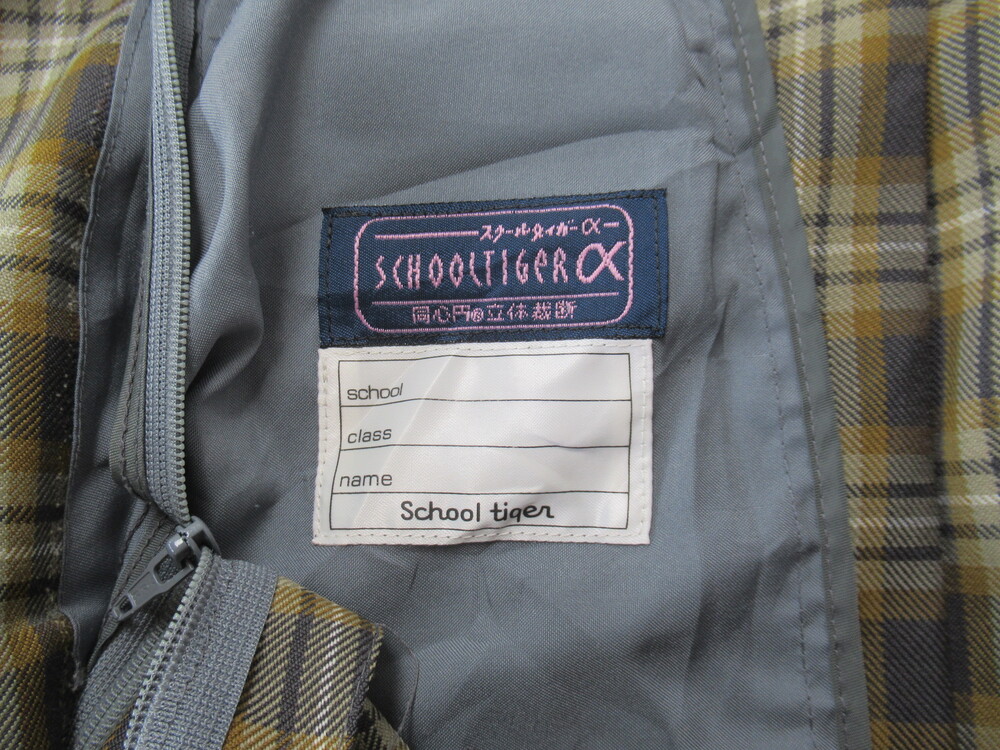 スクールタイガーα
SCHOOLTIGER α
同心円の立体裁断
school
class
name
School tiger